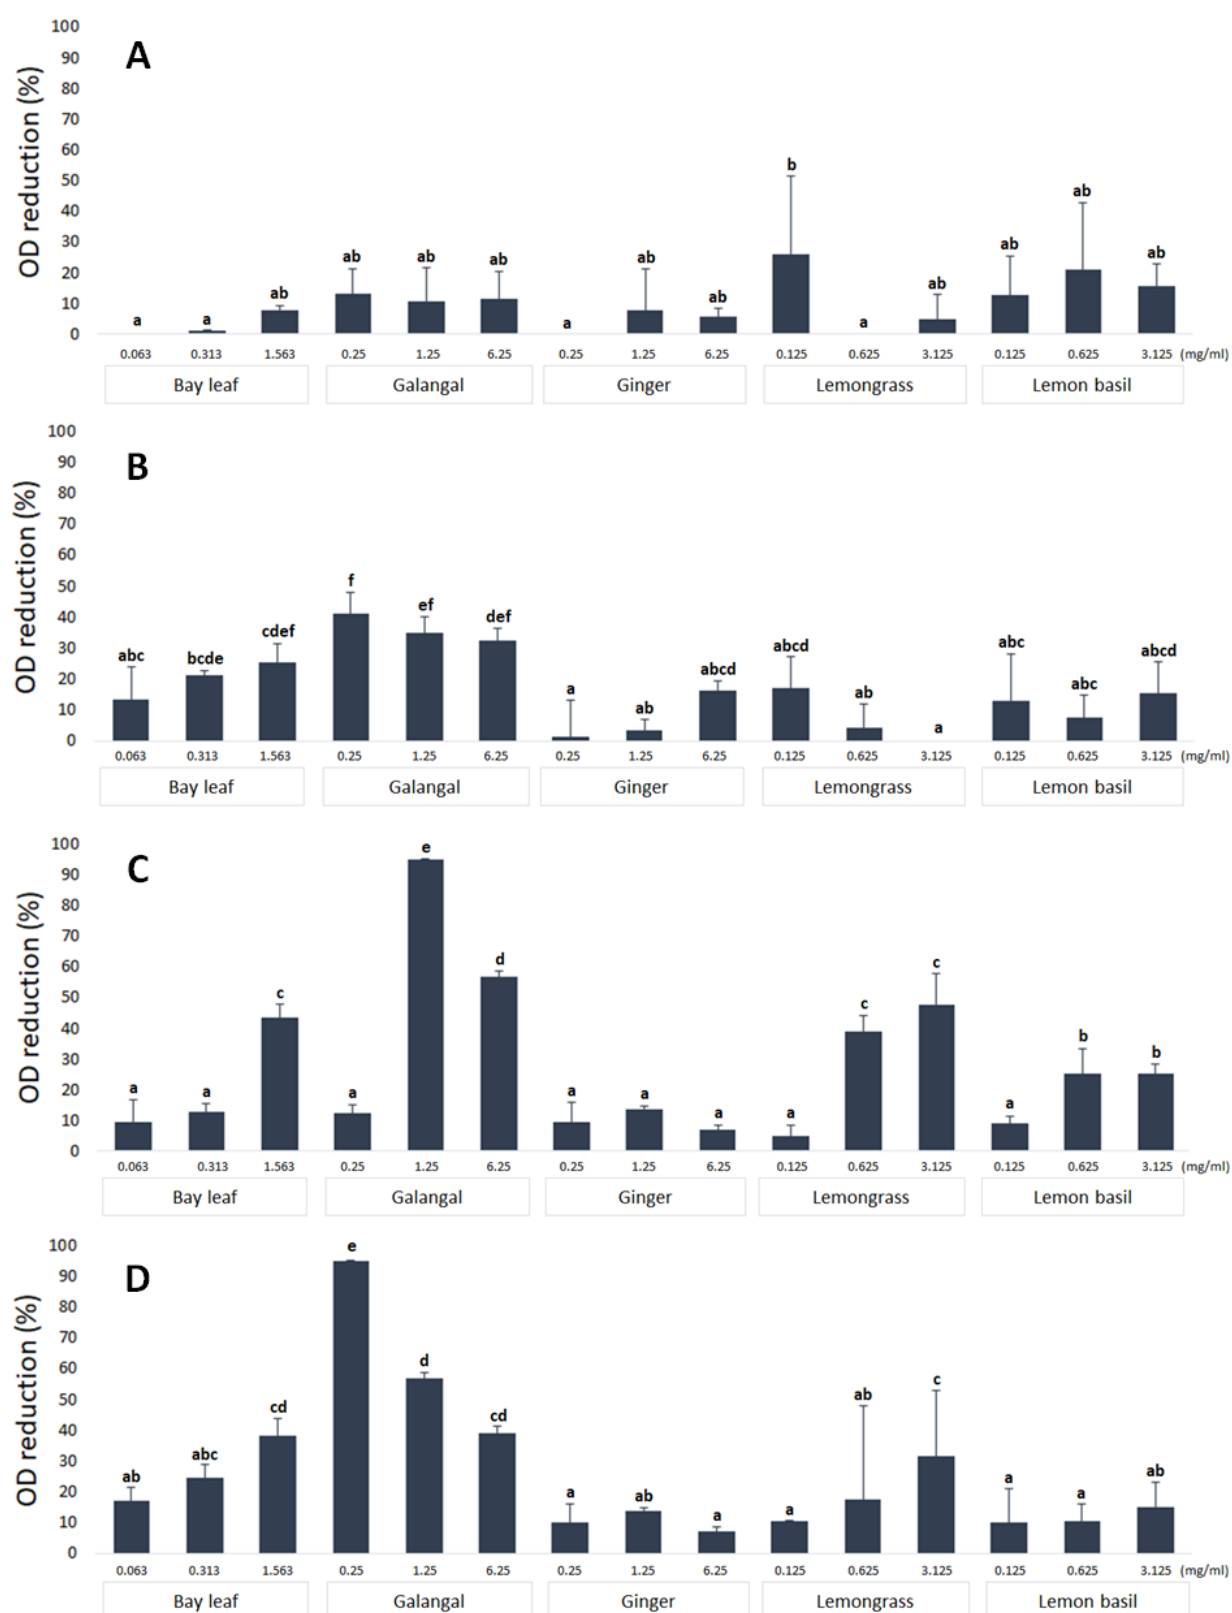 A
OD reduction (%)
100
90
80
70
60
50
40
30
20
10
0
a a ab ab ab ab a ab ab b a ab ab ab ab
0.063 0.313 1.563 0.25 1.25 6.25 0.25 1.25 6.25 0.125 0.625 3.125 0.125 0.625 3.125 (mg/ml)
Bay leaf Galangal Ginger Lemongrass Lemon basil
B
OD reduction (%)
100
90
80
70
60
50
40
30
20
10
0
abc bcde cdef f ef def a ab abcd abcd ab a abc abc abcd
0.063 0.313 1.563 0.25 1.25 6.25 0.25 1.25 6.25 0.125 0.625 3.125 0.125 0.625 3.125 (mg/ml)
Bay leaf Galangal Ginger Lemongrass Lemon basil
C
OD reduction (%)
100
90
80
70
60
50
40
30
20
10
0
a a c a e d a a a a c c a b b
0.063 0.313 1.563 0.25 1.25 6.25 0.25 1.25 6.25 0.125 0.625 3.125 0.125 0.625 3.125 (mg/ml)
Bay leaf Galangal Ginger Lemongrass Lemon basil
D
OD reduction (%)
100
90
80
70
60
50
40
30
20
10
0
ab abc cd e d cd a ab a a ab c a a ab
0.063 0.313 1.563 0.25 1.25 6.25 0.25 1.25 6.25 0.125 0.625 3.125 0.125 0.625 3.125 (mg/ml)
Bay leaf Galangal Ginger Lemongrass Lemon basil